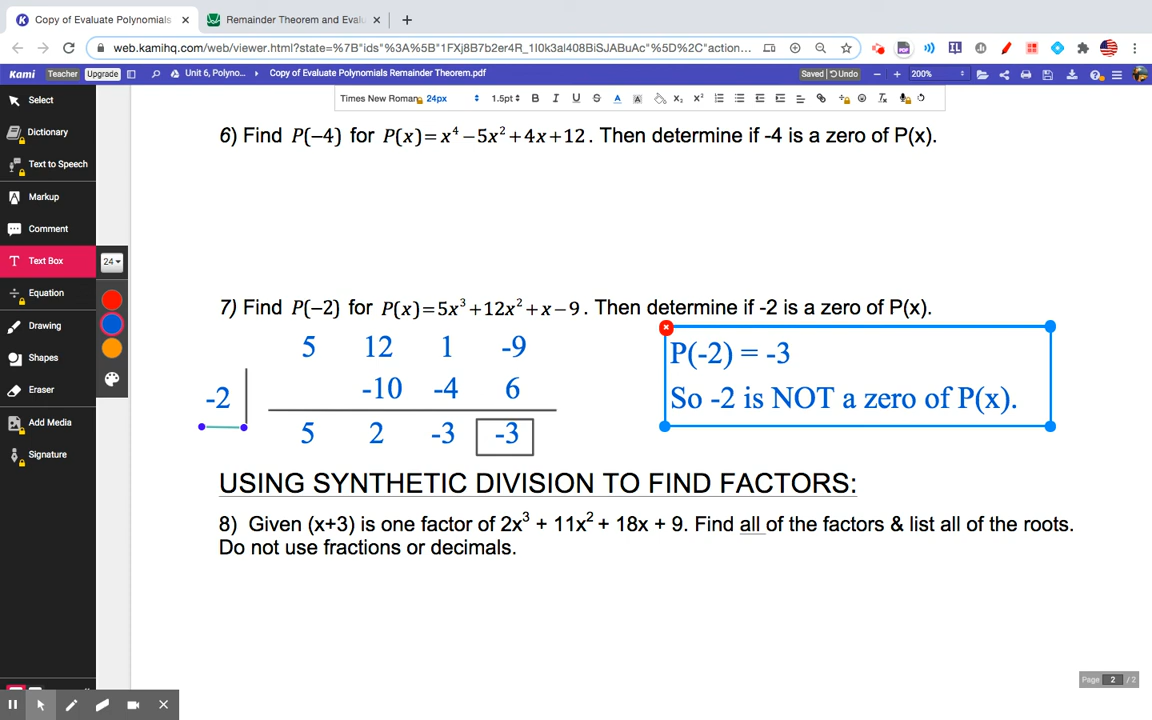 Copy of Evaluate Polynomials
Remainder Theorem and Evalu
web.kamihq.com/web/viewer.html?state=%7B"ids"%3A%5B"1FXj8B7b2er4R_1I0k3al408BiSJABuAc"%5D%2C"action...
Kami Teacher Upgrade Unit 6, Polyno... Copy of Evaluate Polynomials Remainder Theorem.pdf Saved Undo 200%
Times New Roman 24px 1.5pt
Select
Dictionary
Text to Speech
Markup
Comment
Text Box
24
Equation
Drawing
Shapes
Eraser
Add Media
Signature
6) Find P(−4) for P(x)=x⁴−5x²+4x+12. Then determine if -4 is a zero of P(x).
7) Find P(−2) for P(x)=5x³+12x²+x−9. Then determine if -2 is a zero of P(x).
5 12 1 -9
-2 -10 -4 6
5 2 -3 -3
P(-2) = -3
So -2 is NOT a zero of P(x).
USING SYNTHETIC DIVISION TO FIND FACTORS:
8) Given (x+3) is one factor of 2x³ + 11x² + 18x + 9. Find all of the factors & list all of the roots.
Do not use fractions or decimals.
Page 2 / 2